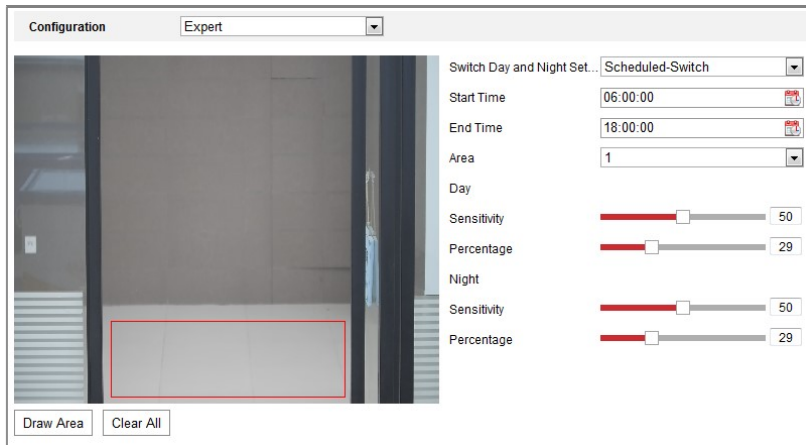 Configuration Expert
Switch Day and Night Set... Scheduled-Switch
Start Time 06:00:00
End Time 18:00:00
Area 1
Day
Sensitivity 50
Percentage 29
Night
Sensitivity 50
Percentage 29
Draw Area Clear All